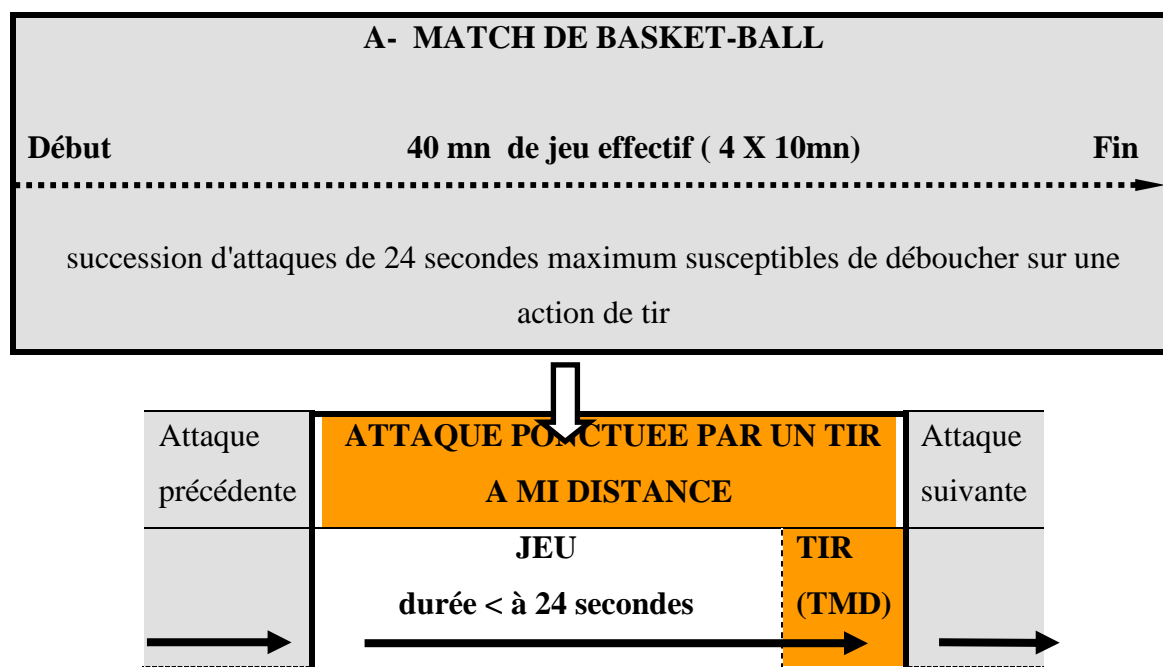 A- MATCH DE BASKET-BALL
Début 40 mn de jeu effectif ( 4 X 10mn) Fin
succession d'attaques de 24 secondes maximum susceptibles de déboucher sur une
action de tir
Attaque
précédente
ATTAQUE PONCTUEE PAR UN TIR
A MI DISTANCE
Attaque
suivante
JEU
durée < à 24 secondes
TIR
(TMD)